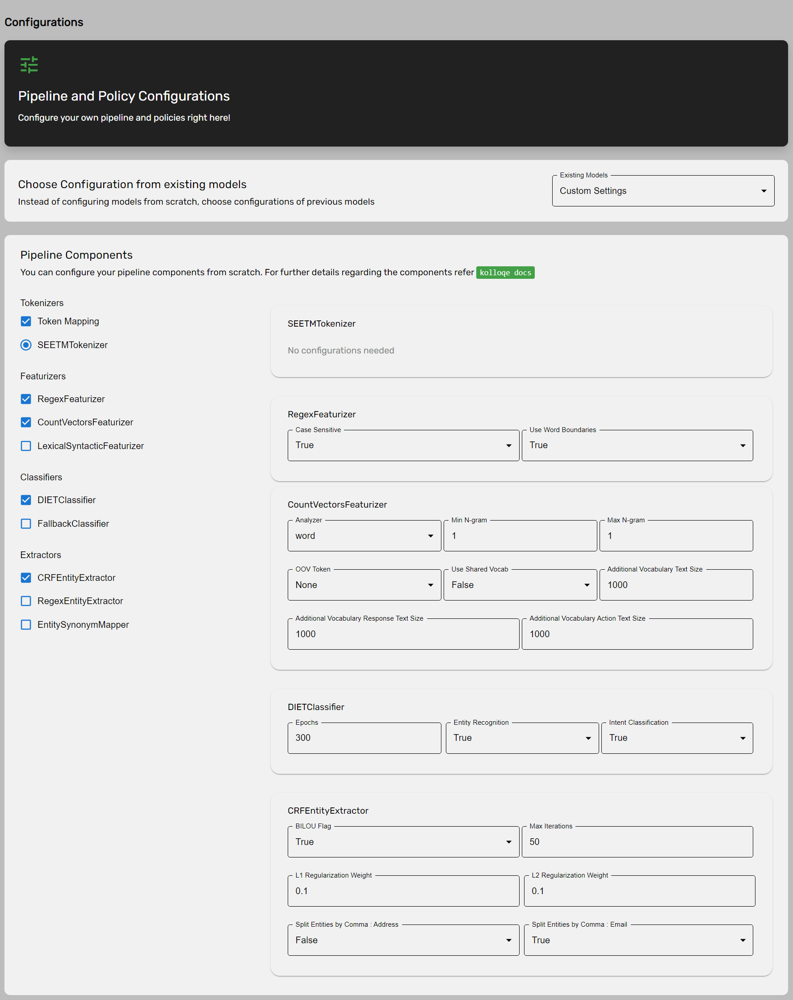 Configurations
Pipeline and Policy Configurations
Configure your own pipeline and policies right here!
Choose Configuration from existing models
Instead of configuring models from scratch, choose configurations of previous models
Existing Models
Custom Settings
Pipeline Components
You can configure your pipeline components from scratch. For further details regarding the components refer kolloqe docs
Tokenizers
Token Mapping
SEETMTokenizer
Featurizers
RegexFeaturizer
CountVectorsFeaturizer
LexicalSyntacticFeaturizer
Classifiers
DIETClassifier
FallbackClassifier
Extractors
CRFEntityExtractor
RegexEntityExtractor
EntitySynonymMapper
SEETMTokenizer
No configurations needed
RegexFeaturizer
Case Sensitive
True
Use Word Boundaries
True
CountVectorsFeaturizer
Analyzer
word
Min N-gram
1
Max N-gram
1
OOV Token
None
Use Shared Vocab
False
Additional Vocabulary Text Size
1000
Additional Vocabulary Response Text Size
1000
Additional Vocabulary Action Text Size
1000
DIETClassifier
Epochs
300
Entity Recognition
True
Intent Classification
True
CRFEntityExtractor
BILOU Flag
True
Max Iterations
50
L1 Regularization Weight
0.1
L2 Regularization Weight
0.1
Split Entities by Comma : Address
False
Split Entities by Comma : Email
True